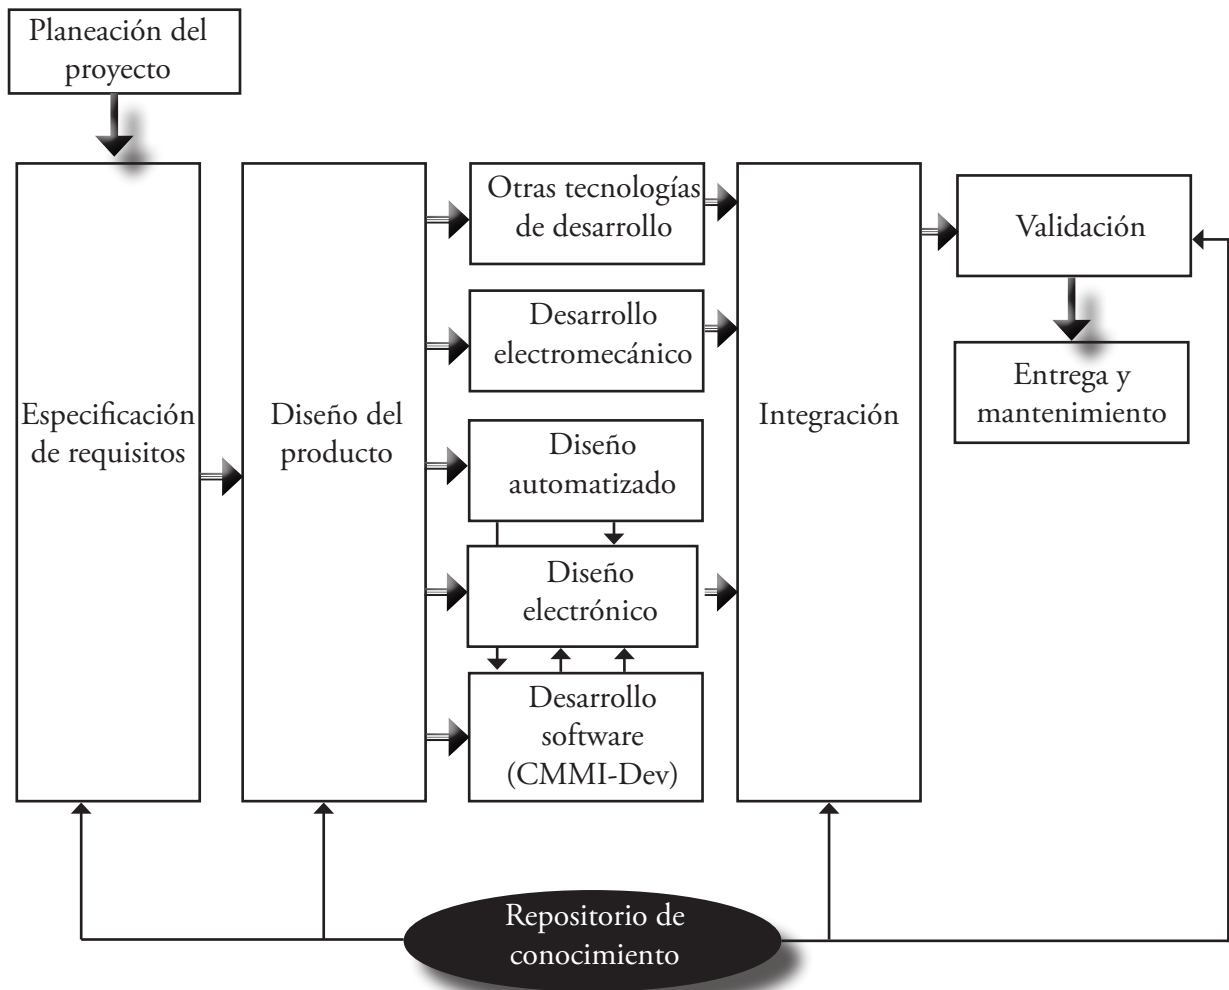 Planeación del
proyecto
Especificación
de requisitos
Diseño del
producto
Otras tecnologías
de desarrollo
Desarrollo
electromecánico
Diseño
automatizado
Diseño
electrónico
Desarrollo
software
(CMMI-Dev)
Integración
Validación
Entrega y
mantenimiento
Repositorio de
conocimiento